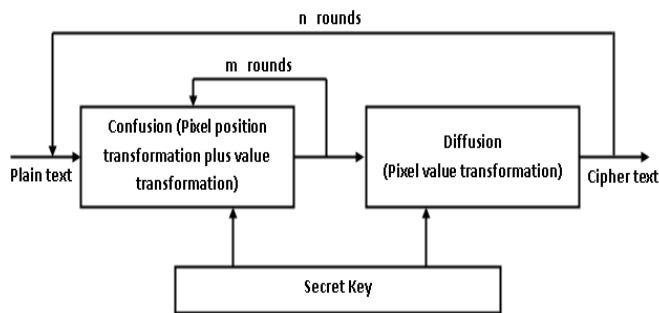 n rounds
m rounds
Confusion (Pixel position
transformation plus value
transformation)
Diffusion
(Pixel value transformation)
Plain text
Cipher text
Secret Key